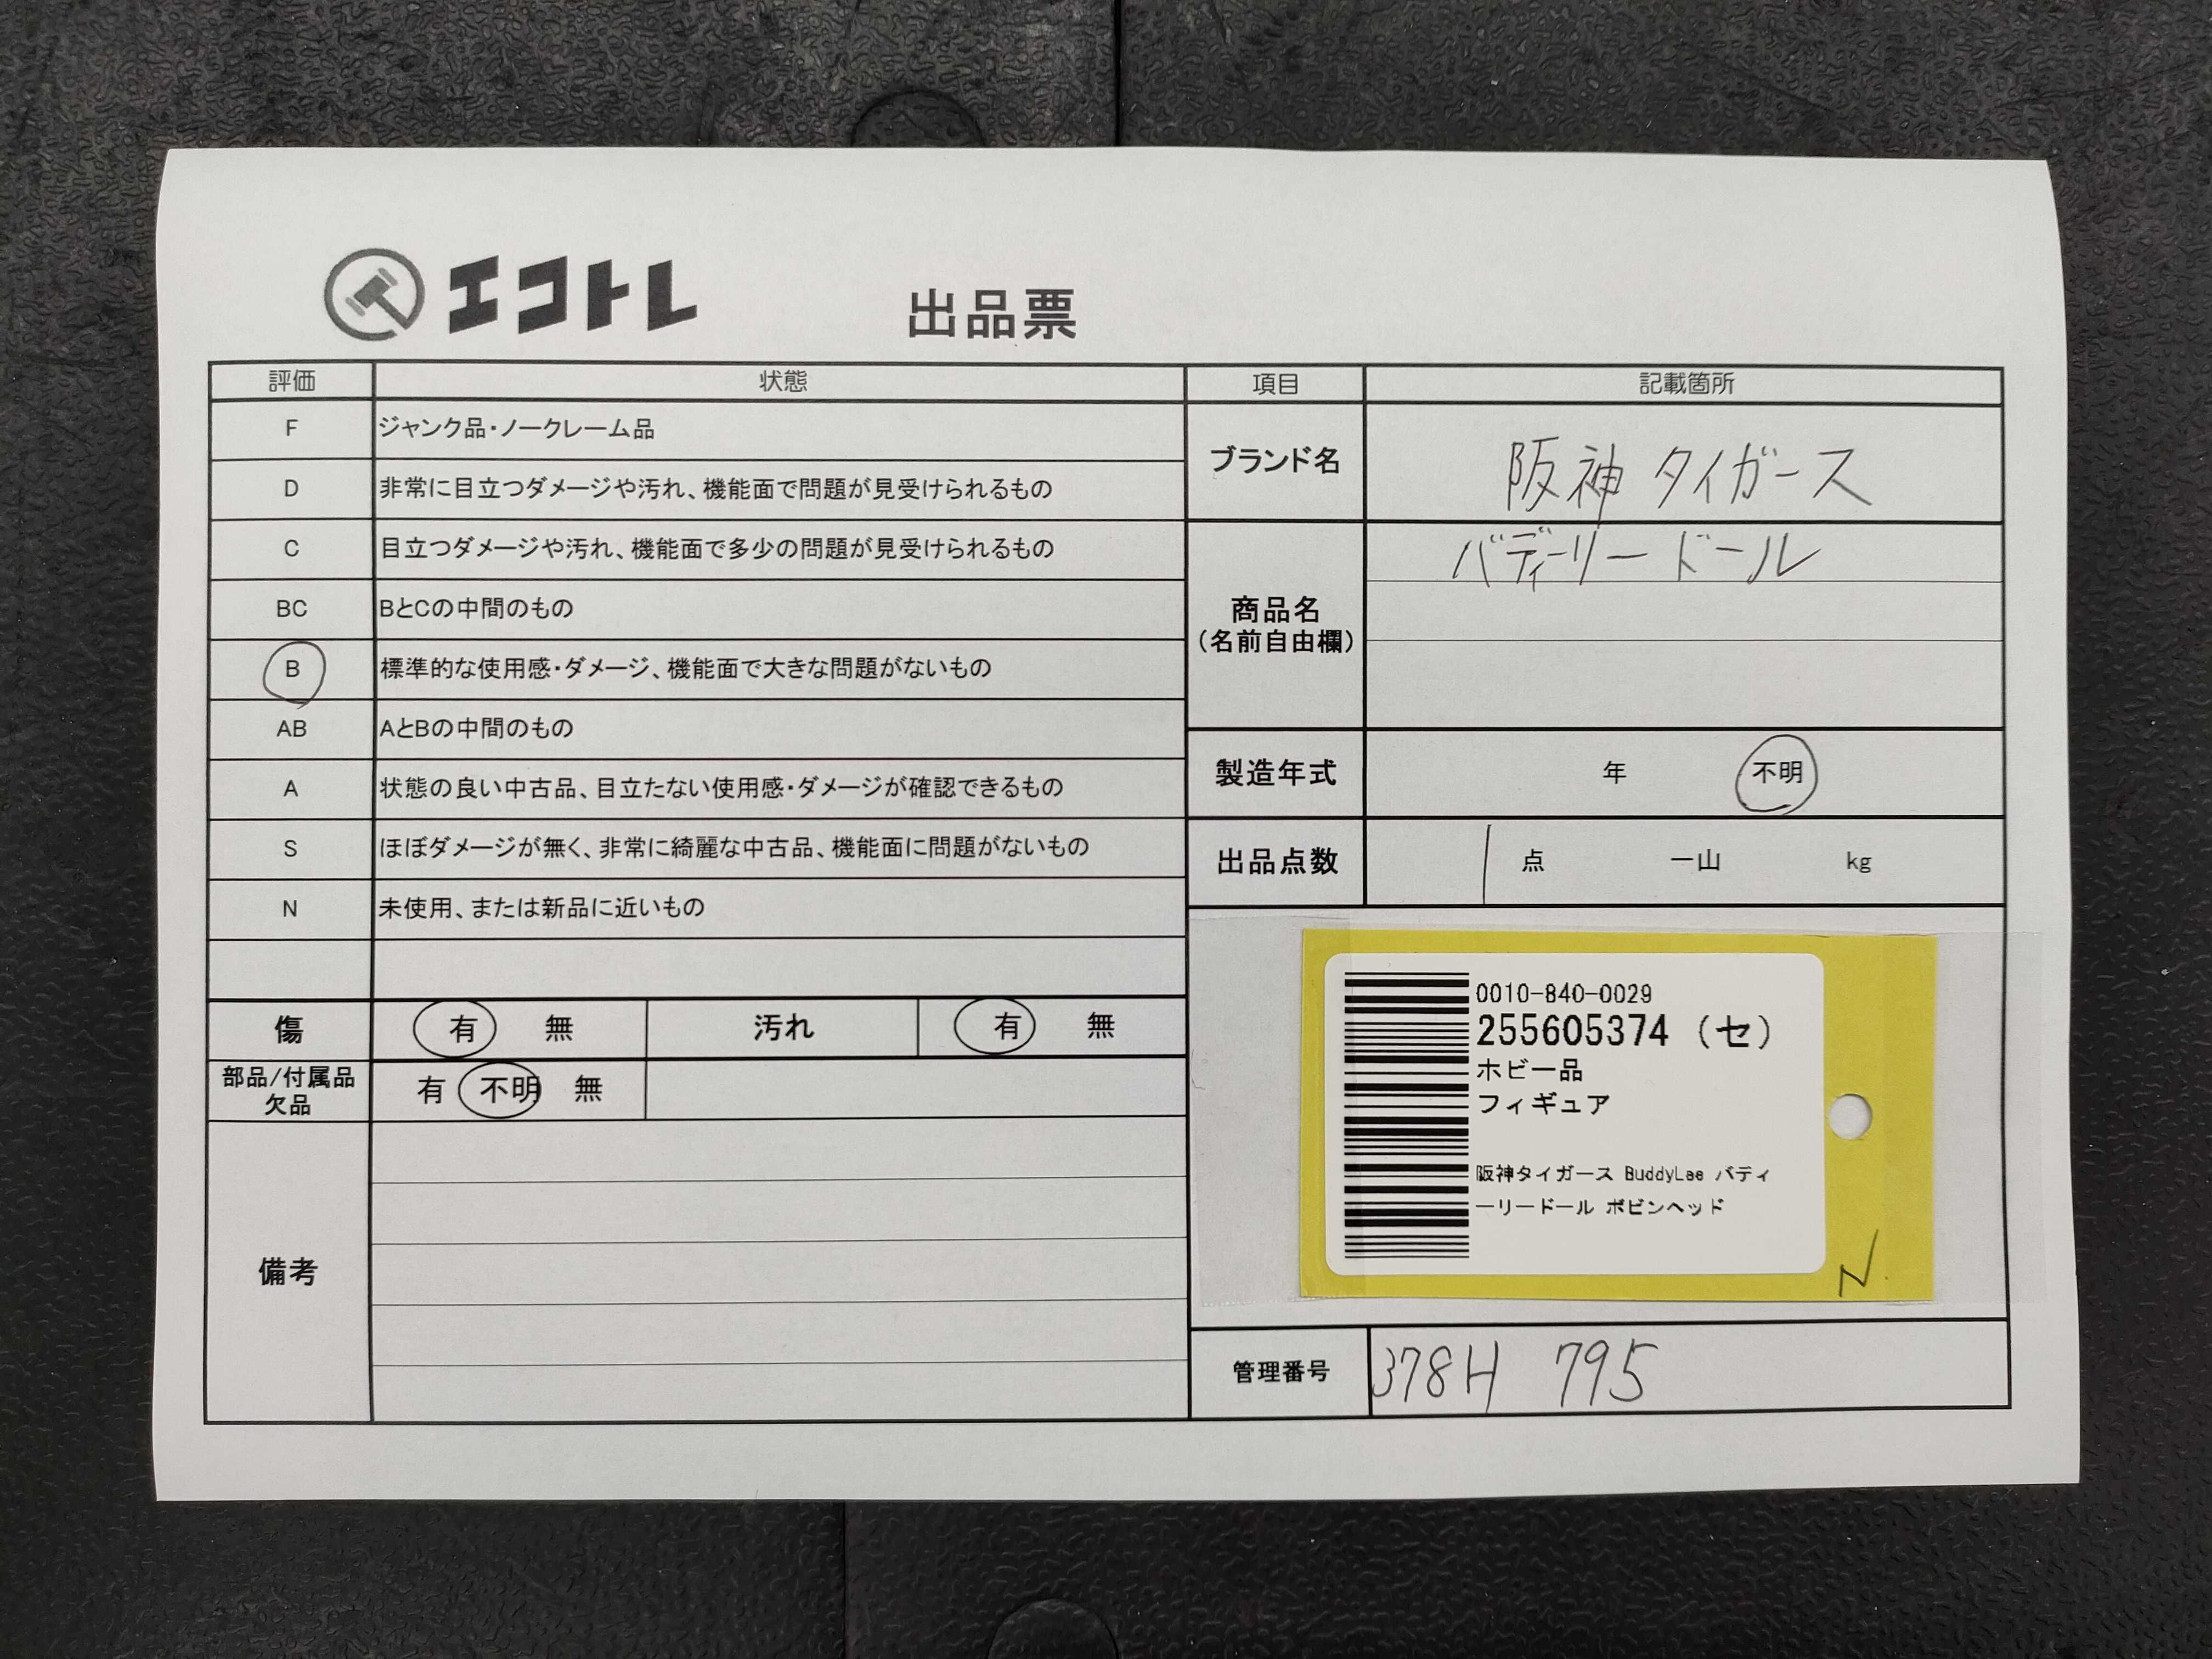 エコトレ
出品票
評価 状態
F ジャンク品・ノークレーム品
D 非常に目立つダメージや汚れ、機能面で問題が見受けられるもの
C 目立つダメージや汚れ、機能面で多少の問題が見受けられるもの
BC BとCの中間のもの
B 標準的な使用感・ダメージ、機能面で大きな問題がないもの
AB AとBの中間のもの
A 状態の良い中古品、目立たない使用感・ダメージが確認できるもの
S ほぼダメージが無く、非常に綺麗な中古品、機能面に問題がないもの
N 未使用、または新品に近いもの
傷 有 無 汚れ 有 無
部品/付属品
欠品
有 不明 無
備考
項目 記載箇所
ブランド名 阪神タイガース
商品名
(名前自由欄)
バディーリードール
製造年式 年 不明
出品点数 1 点 一山 kg
0010-840-0029
255605374 (セ)
ホビー品
フィギュア
阪神タイガース BuddyLee バディ
ーリードール ボビンヘッド
N
管理番号 378H 795